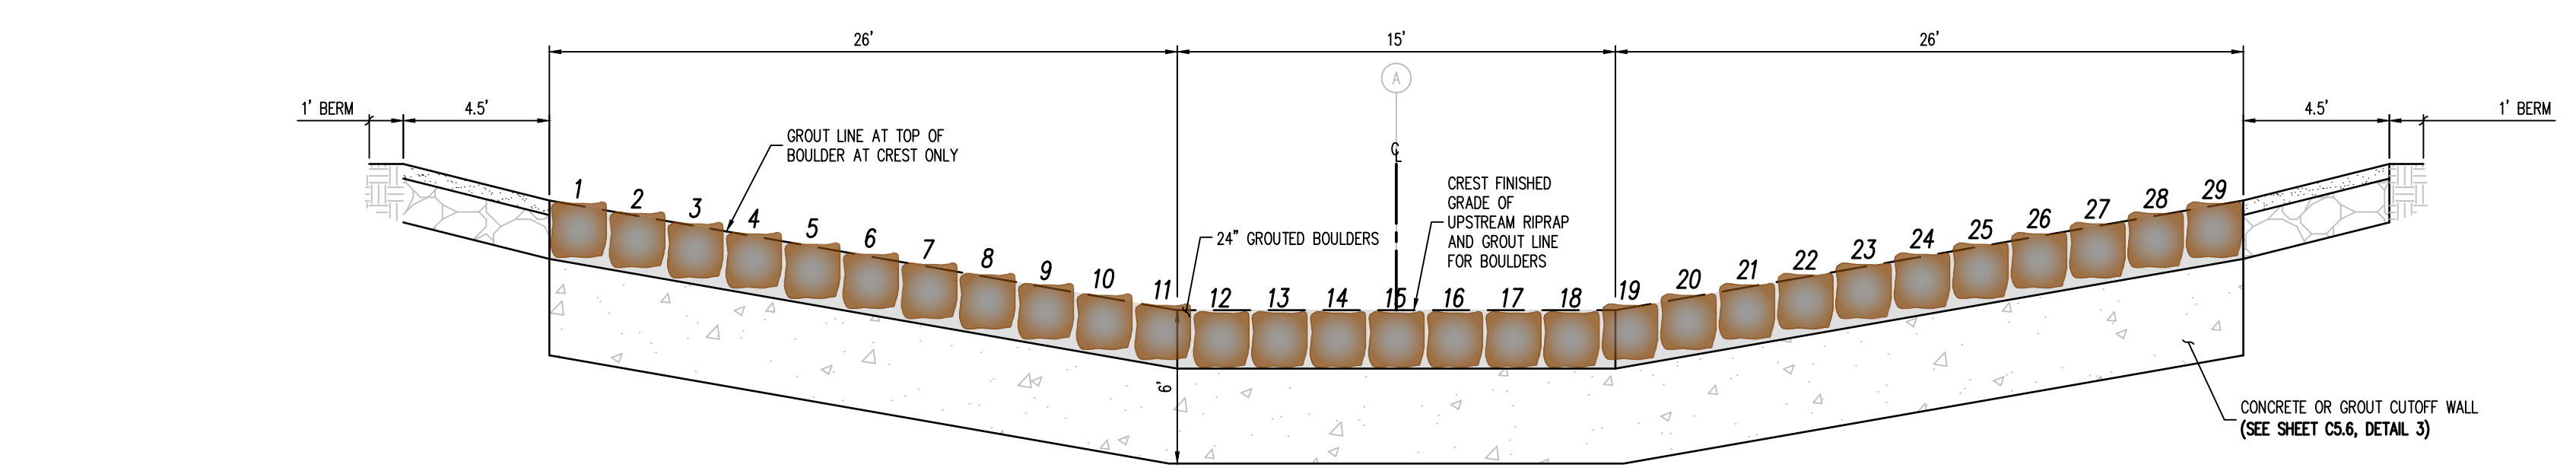 26'
15'
26'
A
1' BERM
4.5'
4.5'
1' BERM
GROUT LINE AT TOP OF
BOULDER AT CREST ONLY
CL
CREST FINISHED
GRADE OF
UPSTREAM RIPRAP
AND GROUT LINE
FOR BOULDERS
24" GROUTED BOULDERS
1 2 3 4 5 6 7 8 9 10 11 12 13 14 15 16 17 18 19 20 21 22 23 24 25 26 27 28 29
6'
CONCRETE OR GROUT CUTOFF WALL
(SEE SHEET C5.6, DETAIL 3)